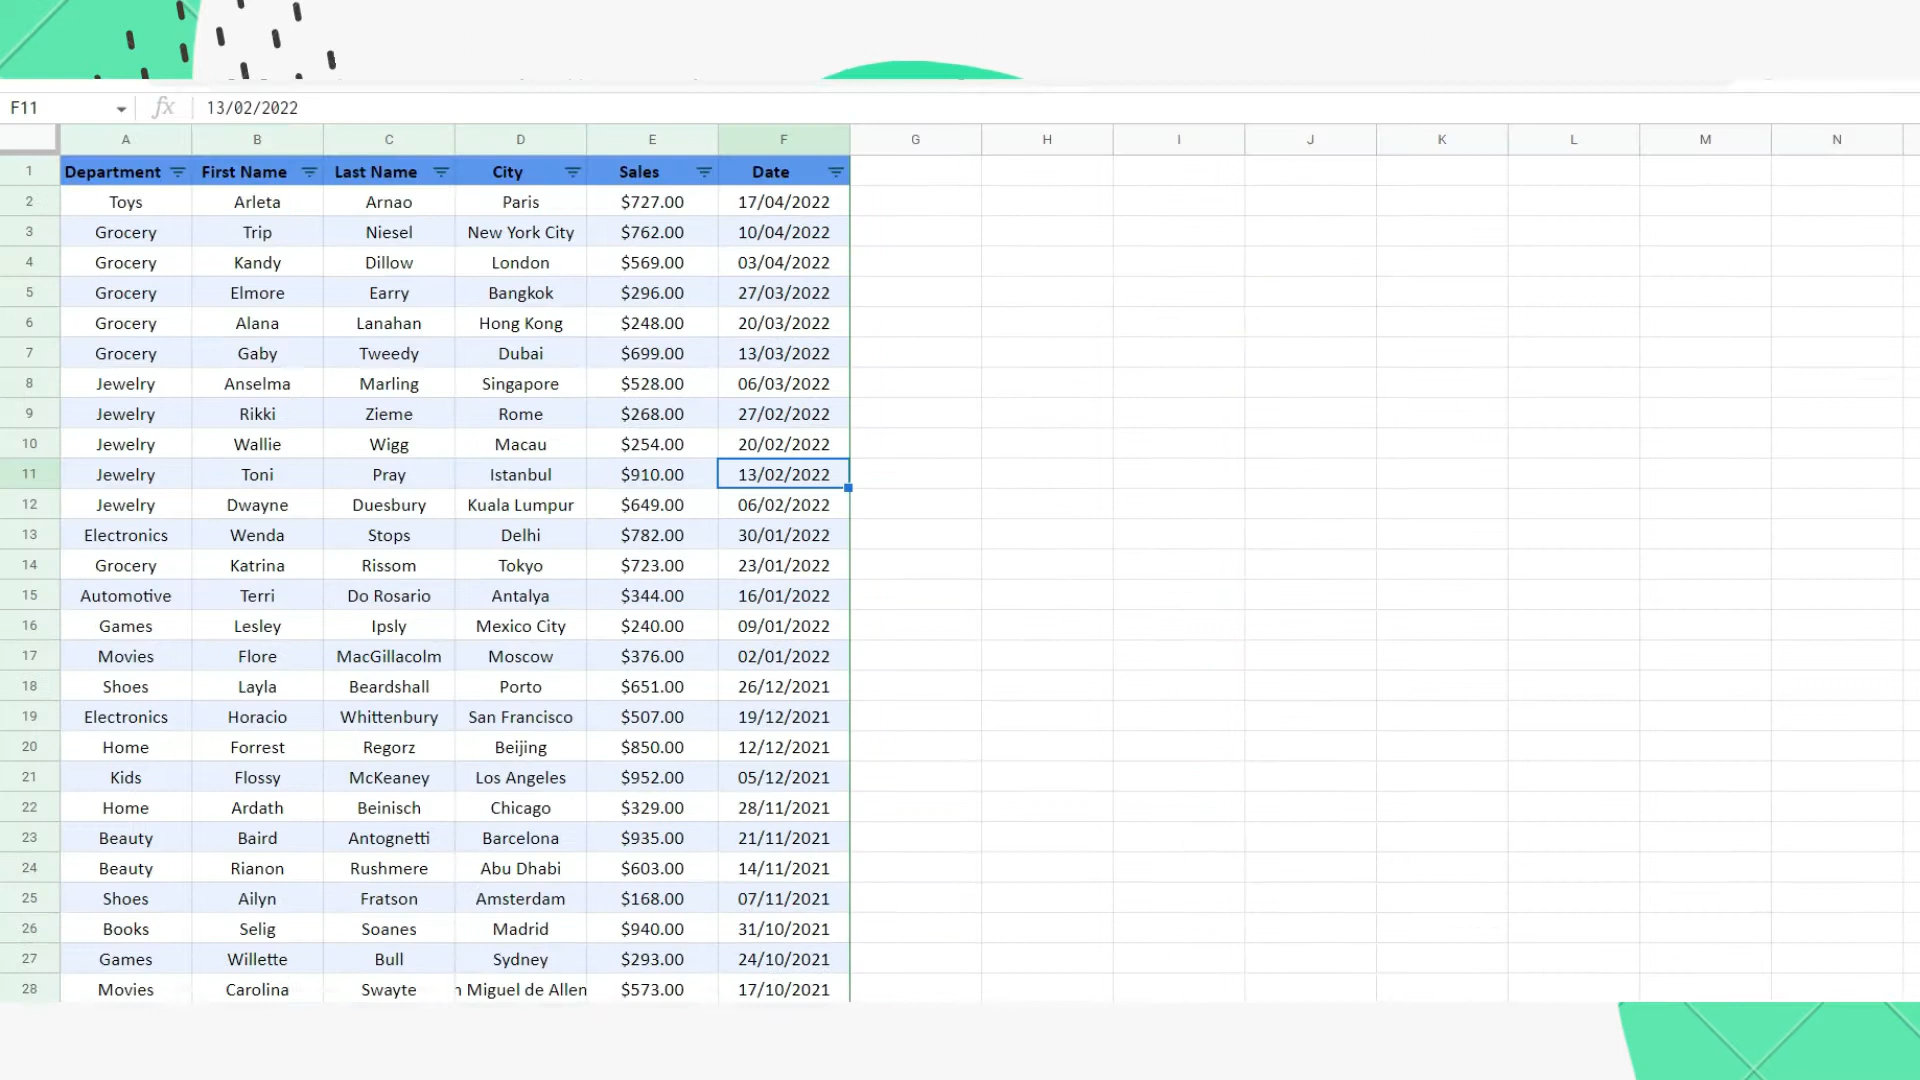 F11 fx 13/02/2022
A B C D E F G H I J K L M N
1 Department First Name Last Name City Sales Date
2 Toys Arleta Arnao Paris $727.00 17/04/2022
3 Grocery Trip Niesel New York City $762.00 10/04/2022
4 Grocery Kandy Dillow London $569.00 03/04/2022
5 Grocery Elmore Earry Bangkok $296.00 27/03/2022
6 Grocery Alana Lanahan Hong Kong $248.00 20/03/2022
7 Grocery Gaby Tweedy Dubai $699.00 13/03/2022
8 Jewelry Anselma Marling Singapore $528.00 06/03/2022
9 Jewelry Rikki Zieme Rome $268.00 27/02/2022
10 Jewelry Wallie Wigg Macau $254.00 20/02/2022
11 Jewelry Toni Pray Istanbul $910.00 13/02/2022
12 Jewelry Dwayne Duesbury Kuala Lumpur $649.00 06/02/2022
13 Electronics Wenda Stops Delhi $782.00 30/01/2022
14 Grocery Katrina Rissom Tokyo $723.00 23/01/2022
15 Automotive Terri Do Rosario Antalya $344.00 16/01/2022
16 Games Lesley Ipsly Mexico City $240.00 09/01/2022
17 Movies Flore MacGillacolm Moscow $376.00 02/01/2022
18 Shoes Layla Beardshall Porto $651.00 26/12/2021
19 Electronics Horacio Whittenbury San Francisco $507.00 19/12/2021
20 Home Forrest Regorz Beijing $850.00 12/12/2021
21 Kids Flossy McKeaney Los Angeles $952.00 05/12/2021
22 Home Ardath Beinisch Chicago $329.00 28/11/2021
23 Beauty Baird Antognetti Barcelona $935.00 21/11/2021
24 Beauty Rianon Rushmere Abu Dhabi $603.00 14/11/2021
25 Shoes Ailyn Fratson Amsterdam $168.00 07/11/2021
26 Books Selig Soanes Madrid $940.00 31/10/2021
27 Games Willette Bull Sydney $293.00 24/10/2021
28 Movies Carolina Swayte Miguel de Allen $573.00 17/10/2021